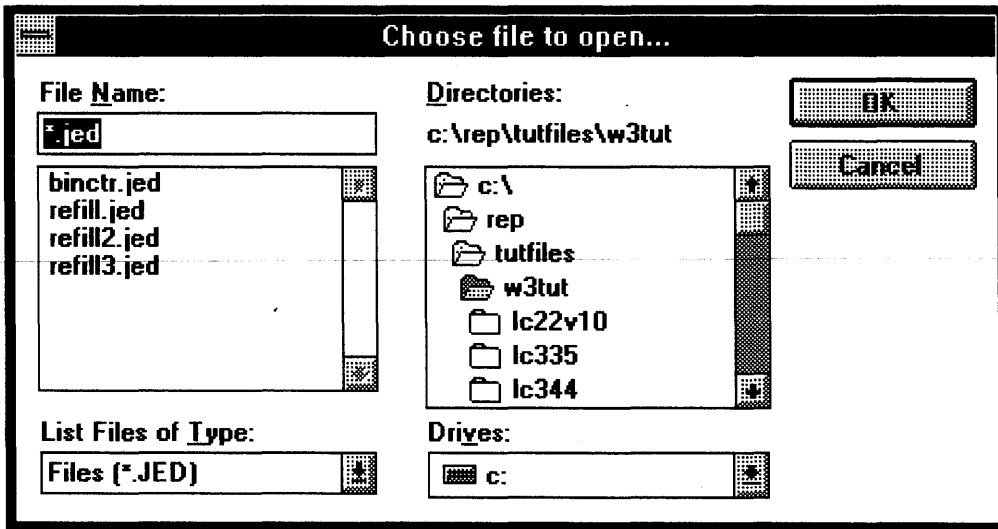 Choose file to open...
File Name:
*.jed
binctr.jed
refill.jed
refill2.jed
refill3.jed
List Files of Type:
Files (*.JED)
Directories:
c:\rep\tutfiles\w3tut
c:\
rep
tutfiles
w3tut
lc22v10
lc335
lc344
Drives:
c:
OK
Cancel